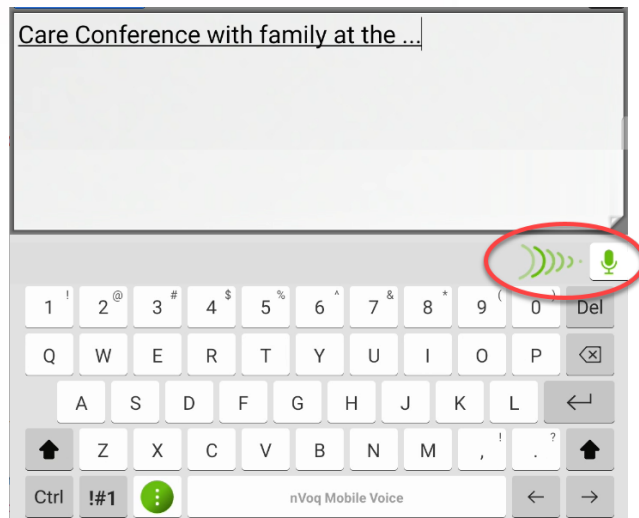 Care Conference with family at the ...
1 ! 2 @ 3 # 4 $ 5 % 6 ^ 7 & 8 * 9 ( 0 ) Del
Q W E R T Y U I O P
A S D F G H J K L
Z X C V B N M , ! . ?
Ctrl !#1 nVoq Mobile Voice